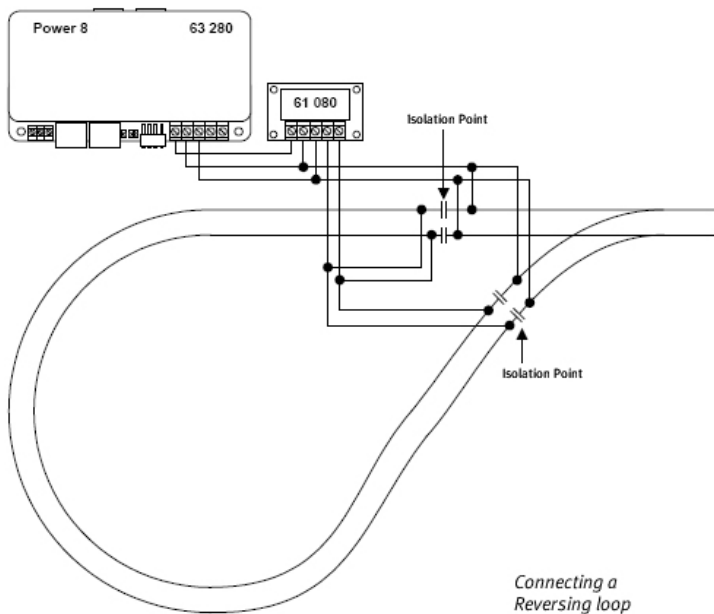 Power 8 63 280
61 080
Isolation Point
Isolation Point
Connecting a
Reversing loop